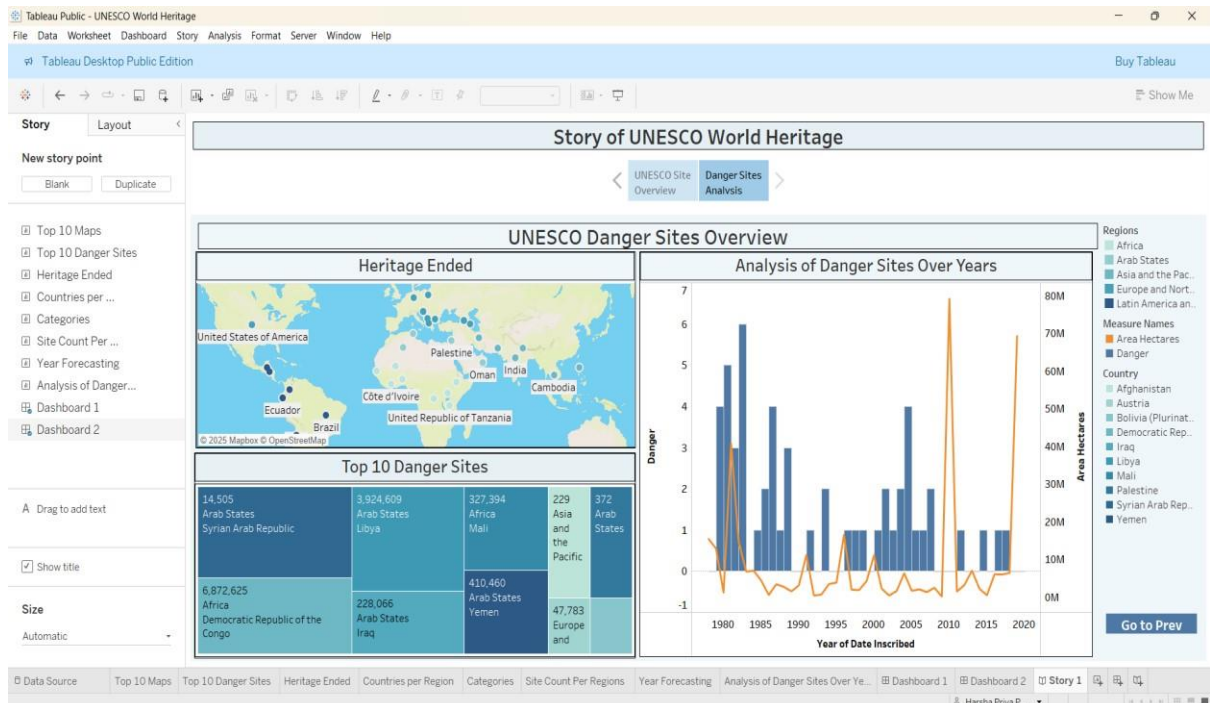 Tableau Public - UNESCO World Heritage
File Data Worksheet Dashboard Story Analysis Format Server Window Help
Tableau Desktop Public Edition
Buy Tableau
Show Me
Story Layout
New story point
Blank Duplicate
Top 10 Maps
Top 10 Danger Sites
Heritage Ended
Countries per ...
Categories
Site Count Per ...
Year Forecasting
Analysis of Danger...
Dashboard 1
Dashboard 2
A Drag to add text
Show title
Size
Automatic
Story of UNESCO World Heritage
UNESCO Site
Overview
Danger Sites
Analysis
UNESCO Danger Sites Overview
Heritage Ended
United States of America
Palestine
Oman
India
Cambodia
Côte d'Ivoire
United Republic of Tanzania
Ecuador
Brazil
© 2025 Mapbox © OpenStreetMap
Top 10 Danger Sites
14,505
Arab States
Syrian Arab Republic
6,872,625
Africa
Democratic Republic of the
Congo
3,924,609
Arab States
Libya
228,066
Arab States
Iraq
327,394
Africa
Mali
410,460
Arab States
Yemen
229
Asia
and
the
Pacific
372
Arab
States
47,783
Europe
and
Analysis of Danger Sites Over Years
7
6
5
4
3
2
1
0
-1
Danger
80M
70M
60M
50M
40M
30M
20M
10M
0M
Area Hectares
1980 1985 1990 1995 2000 2005 2010 2015 2020
Year of Date Inscribed
Regions
Africa
Arab States
Asia and the Pac..
Europe and Nort..
Latin America an..
Measure Names
Area Hectares
Danger
Country
Afghanistan
Austria
Bolivia (Plurinat..
Democratic Rep..
Iraq
Libya
Mali
Palestine
Syrian Arab Rep..
Yemen
Go to Prev
Data Source Top 10 Maps Top 10 Danger Sites Heritage Ended Countries per Region Categories Site Count Per Regions Year Forecasting Analysis of Danger Sites Over Ye... Dashboard 1 Dashboard 2 Story 1
Harsha Priya P